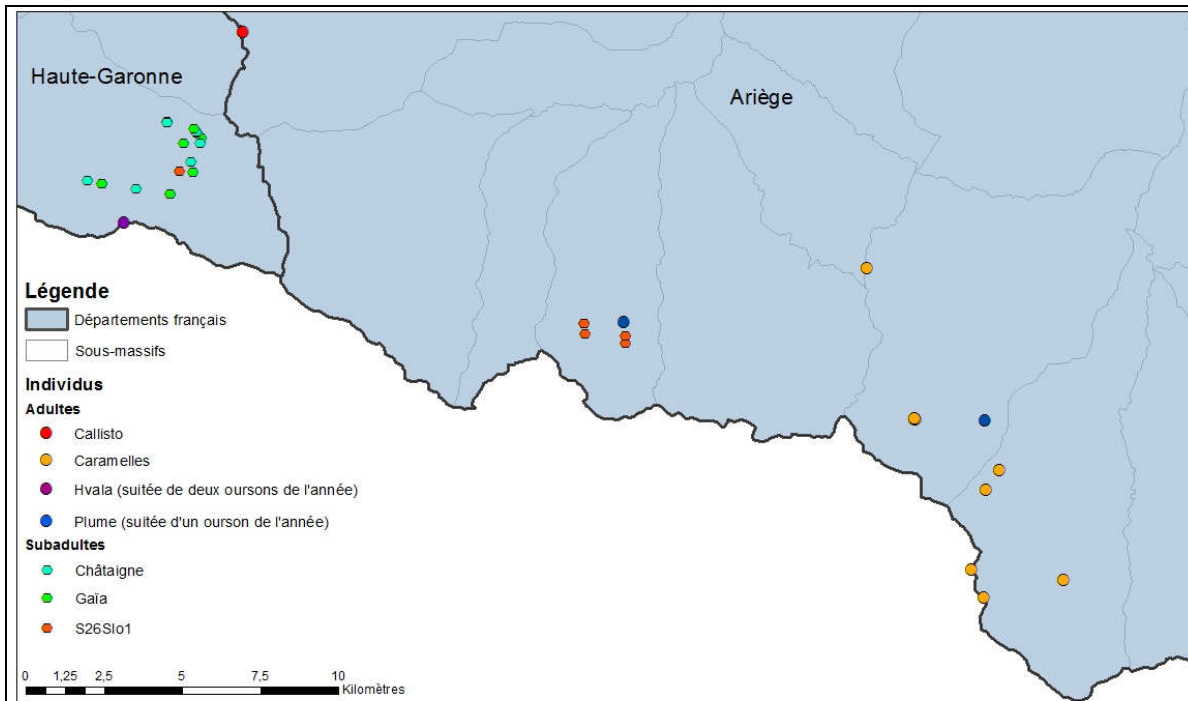 Haute-Garonne
Ariège
Légende
Départements français
Sous-massifs
Individus
Adultes
Callisto
Caramelles
Hvala (suitée de deux oursons de l'année)
Plume (suitée d'un ourson de l'année)
Subadultes
Châtaigne
Gaïa
S26Slo1
0 1,25 2,5 5 7,5 10
Kilomètres